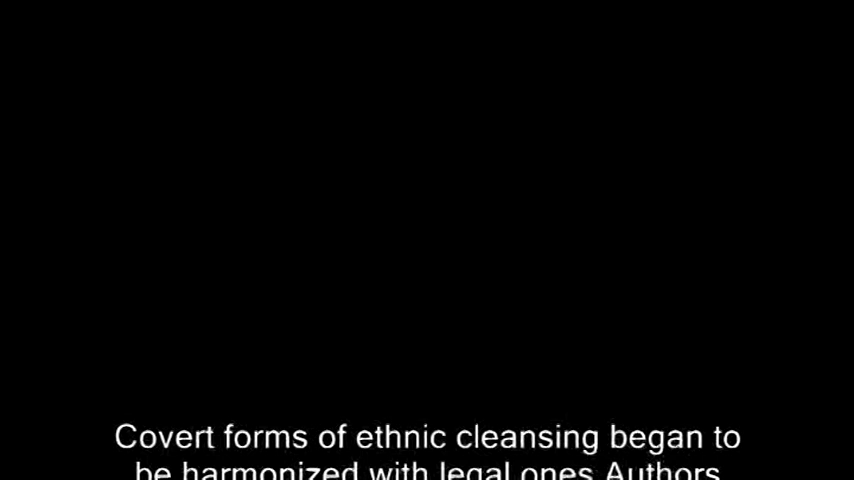 Covert forms of ethnic cleansing began to
be harmonized with legal ones Authors